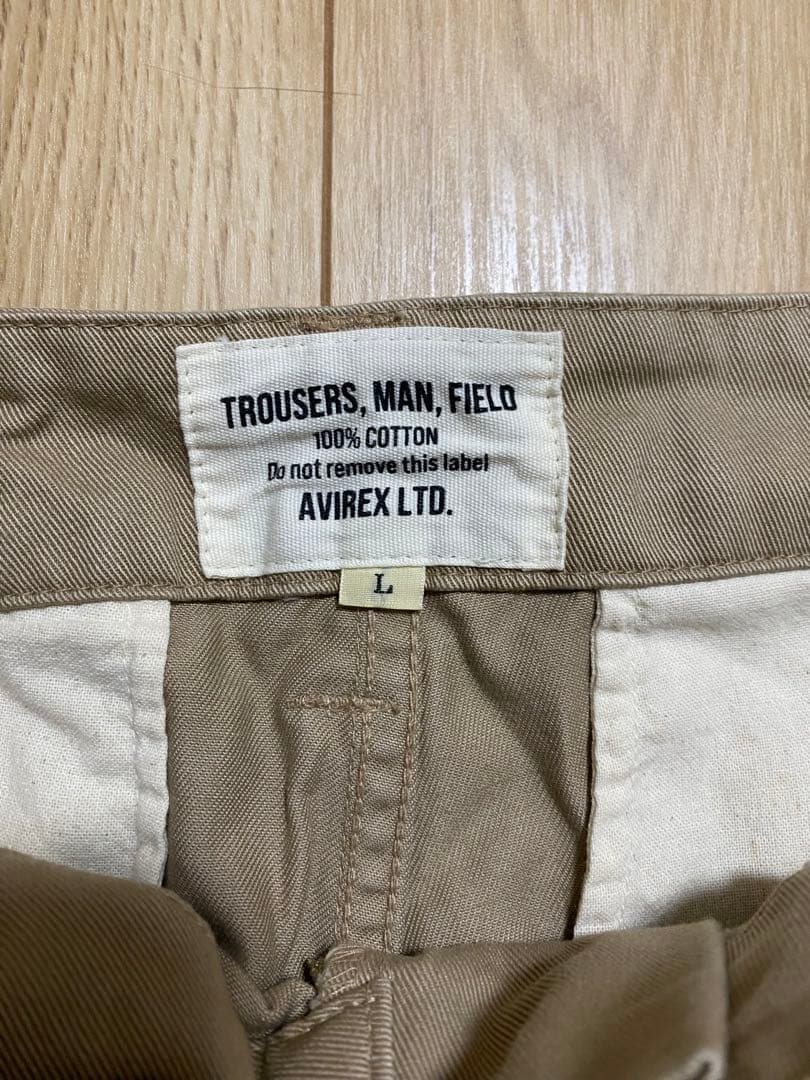 TROUSERS, MAN, FIELD
100% COTTON
Do not remove this label
AVIREX LTD.
L